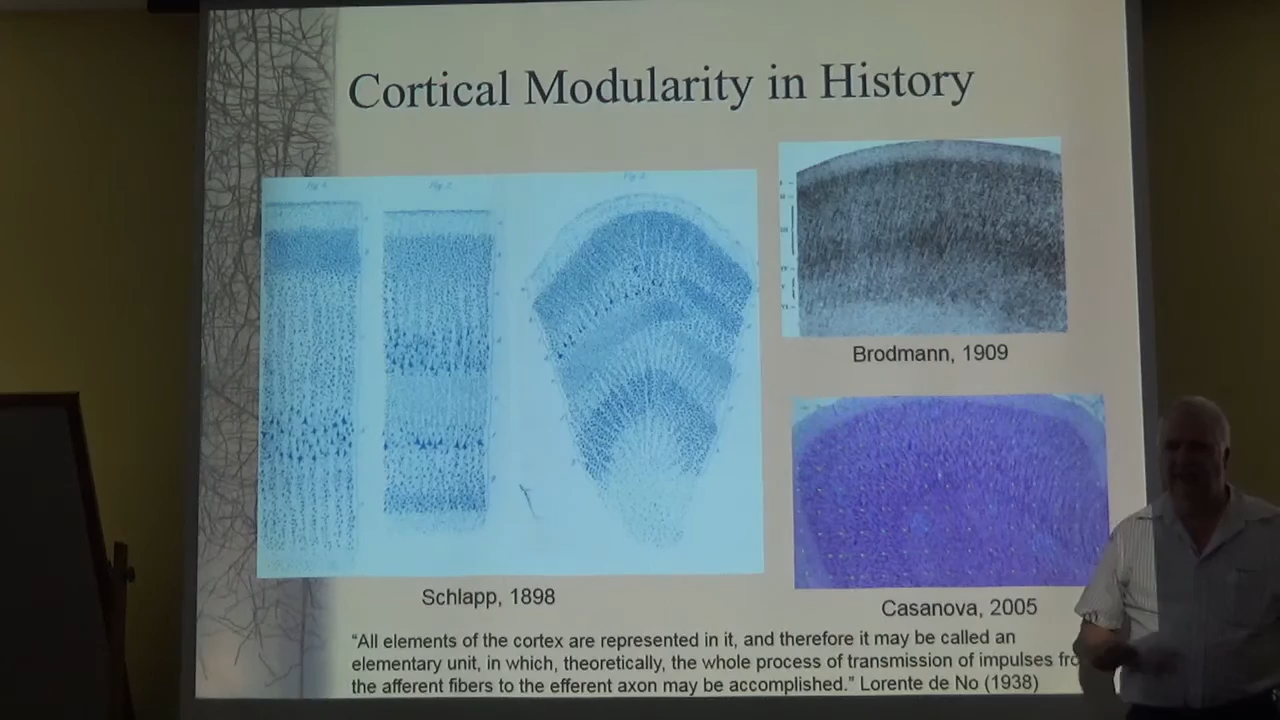 Cortical Modularity in History
Schlapp, 1898
Brodmann, 1909
Casanova, 2005
“All elements of the cortex are represented in it, and therefore it may be called an
elementary unit, in which, theoretically, the whole process of transmission of impulses
the afferent fibers to the efferent axon may be accomplished.” Lorente de No (1938)